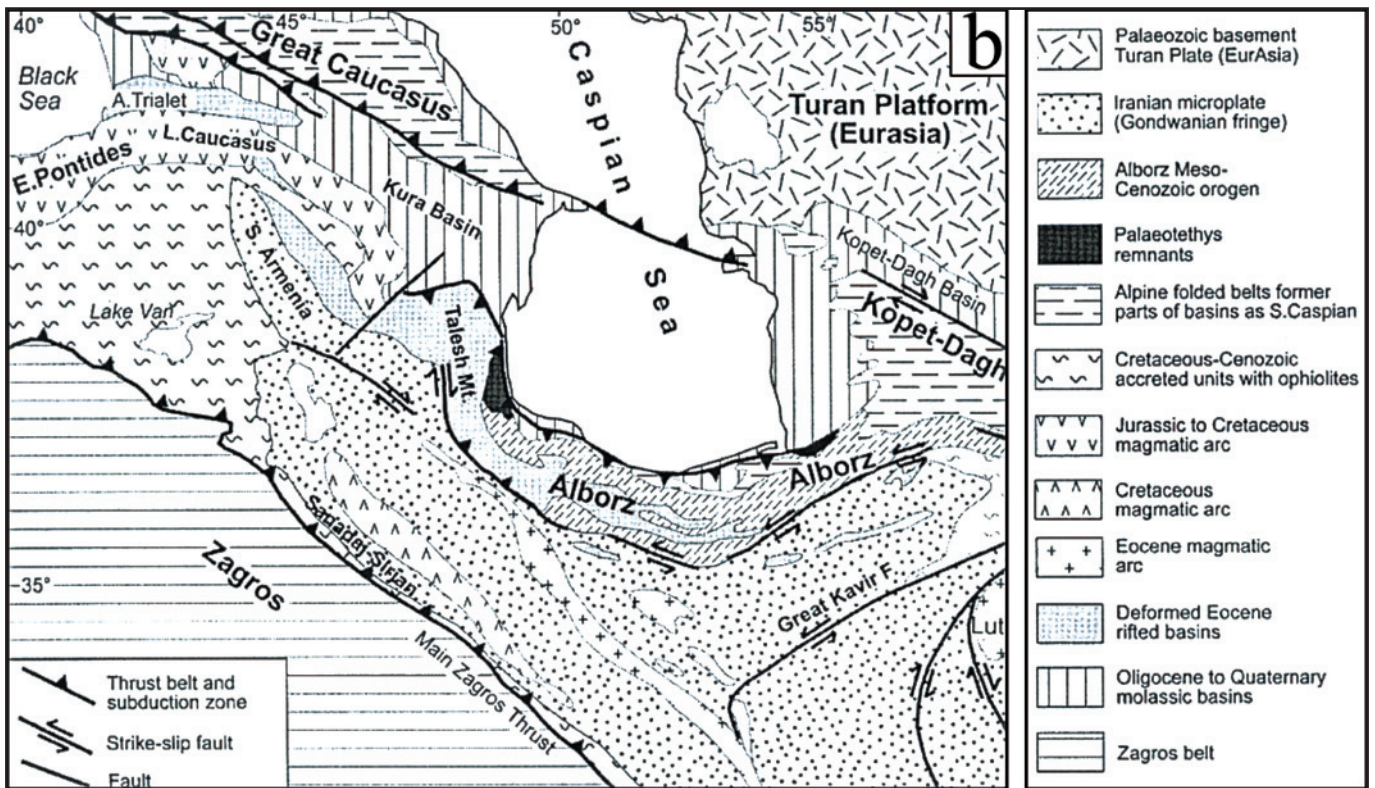 40°
45°
50°
55°
b
Great Caucasus
Caspian
Sea
Black
Sea
A.Trialet
L.Caucasus
E.Pontides
Turan Platform
(Eurasia)
Kura Basin
40°
S. Armenia
Lake Van
Talesh Mt.
Kopet-Dagh Basin
Kopet-Dagh
Alborz
Alborz
Sanadaj Sirjan
Zagros
35°
Great Kavir F.
Lut
Main Zagros Thrust
Thrust belt and
subduction zone
Strike-slip fault
Fault
Palaeozoic basement
Turan Plate (EurAsia)
Iranian microplate
(Gondwanian fringe)
Alborz Meso-
Cenozoic orogen
Palaeotethys
remnants
Alpine folded belts former
parts of basins as S.Caspian
Cretaceous-Cenozoic
accreted units with ophiolites
Jurassic to Cretaceous
magmatic arc
Cretaceous
magmatic arc
Eocene magmatic
arc
Deformed Eocene
rifted basins
Oligocene to Quaternary
molassic basins
Zagros belt